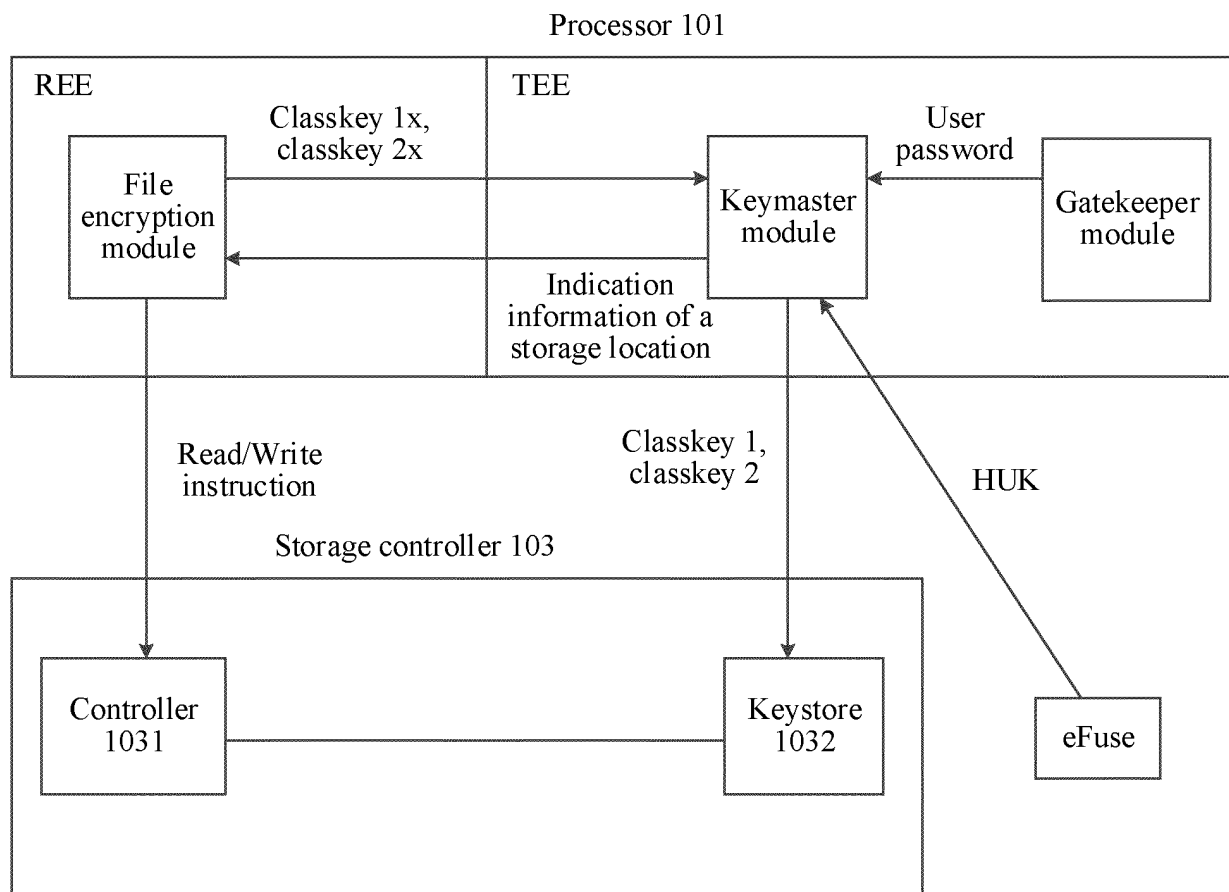 Processor 101
REE
TEE
Classkey 1x,
classkey 2x
User
password
File
encryption
module
Keymaster
module
Gatekeeper
module
Indication
information of a
storage location
Read/Write
instruction
Classkey 1,
classkey 2
HUK
Storage controller 103
Controller
1031
Keystore
1032
eFuse